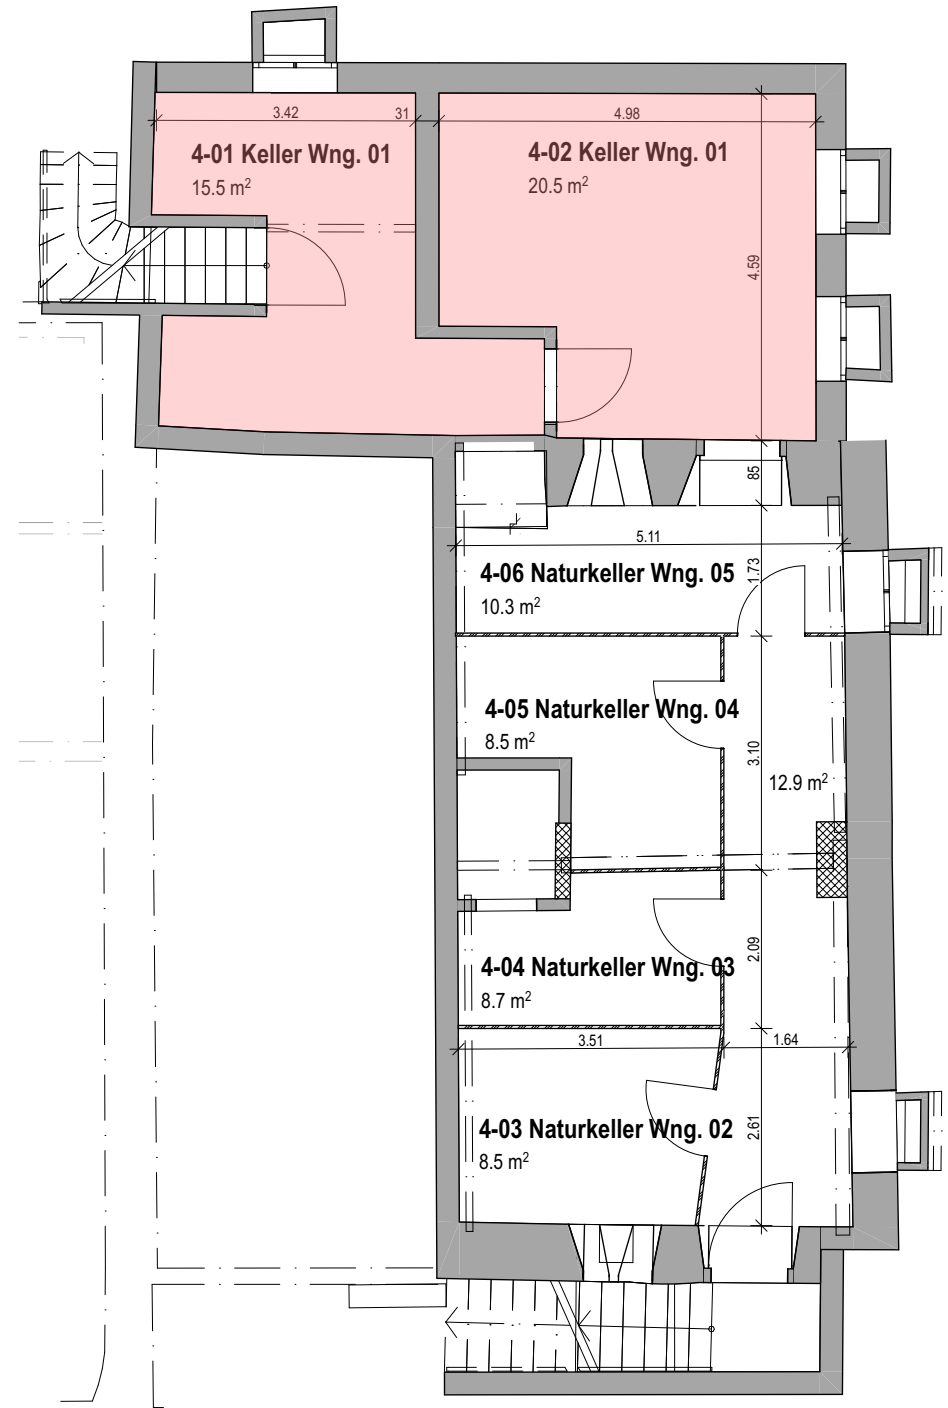 3.42
31
4.98
4-01 Keller Wng. 01
15.5 m²
4-02 Keller Wng. 01
20.5 m²
4.59
85
5.11
4-06 Naturkeller Wng. 05
10.3 m²
1.73
4-05 Naturkeller Wng. 04
8.5 m²
3.10
12.9 m²
2.09
4-04 Naturkeller Wng. 03
8.7 m²
3.51
1.64
4-03 Naturkeller Wng. 02
8.5 m²
2.61